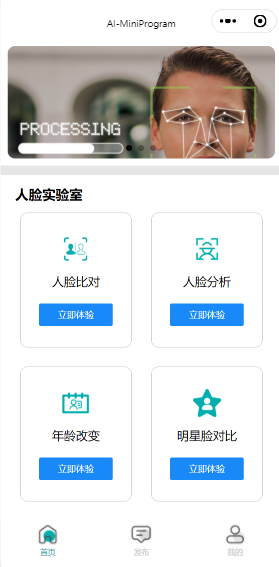 AI-MiniProgram
PROCESSING
人脸实验室
人脸比对
人脸分析
立即体验
立即体验
年龄改变
明星脸对比
立即体验
立即体验
首页
发布
我的